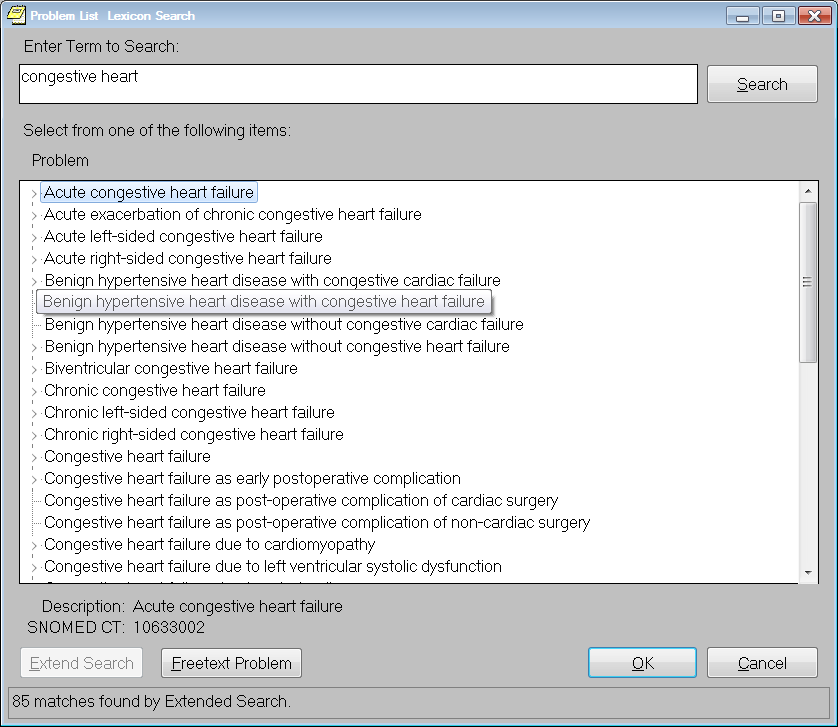 Problem List Lexicon Search
Enter Term to Search:
congestive heart
Search
Select from one of the following items:
Problem
Acute congestive heart failure
Acute exacerbation of chronic congestive heart failure
Acute left-sided congestive heart failure
Acute right-sided congestive heart failure
Benign hypertensive heart disease with congestive cardiac failure
Benign hypertensive heart disease with congestive heart failure
Benign hypertensive heart disease without congestive cardiac failure
Benign hypertensive heart disease without congestive heart failure
Biventricular congestive heart failure
Chronic congestive heart failure
Chronic left-sided congestive heart failure
Chronic right-sided congestive heart failure
Congestive heart failure
Congestive heart failure as early postoperative complication
Congestive heart failure as post-operative complication of cardiac surgery
Congestive heart failure as post-operative complication of non-cardiac surgery
Congestive heart failure due to cardiomyopathy
Congestive heart failure due to left ventricular systolic dysfunction
Description: Acute congestive heart failure
SNOMED CT: 10633002
Extend Search
Freetext Problem
OK
Cancel
85 matches found by Extended Search.